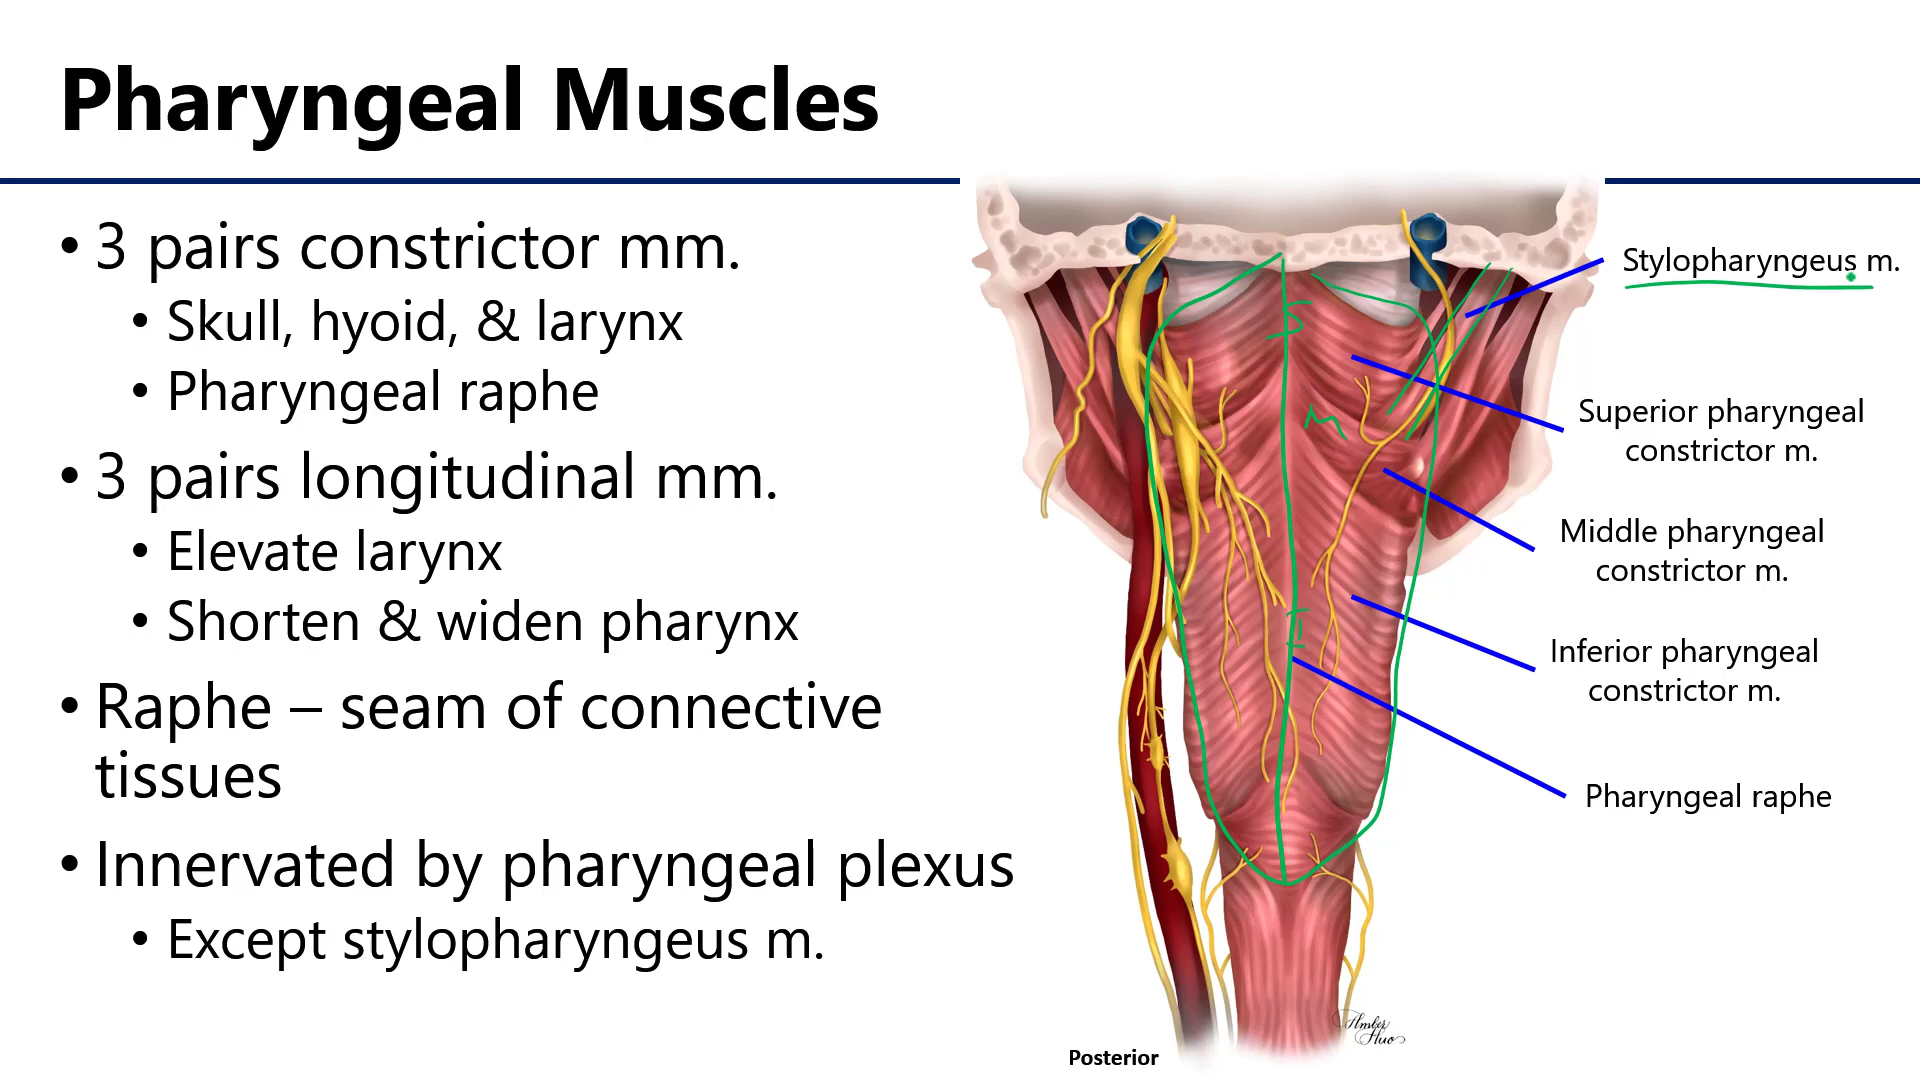 Pharyngeal Muscles
• 3 pairs constrictor mm.
• Skull, hyoid, & larynx
• Pharyngeal raphe
• 3 pairs longitudinal mm.
• Elevate larynx
• Shorten & widen pharynx
• Raphe – seam of connective
tissues
• Innervated by pharyngeal plexus
• Except stylopharyngeus m.
Stylopharyngeus m.
Superior pharyngeal
constrictor m.
Middle pharyngeal
constrictor m.
Inferior pharyngeal
constrictor m.
Pharyngeal raphe
S
M
I
Amber
Huo
Posterior